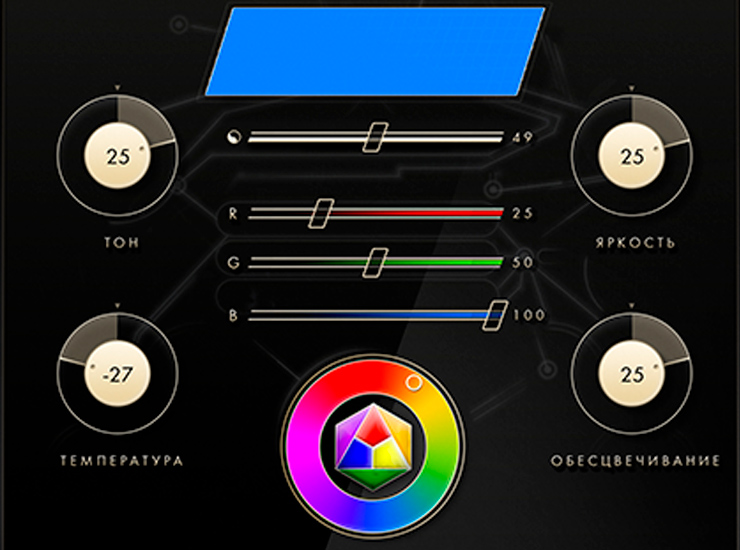 49
25
25
R 25
ТОН
ЯРКОСТЬ
G 50
B 100
-27
25
ТЕМПЕРАТУРА
ОБЕСЦВЕЧИВАНИЕ